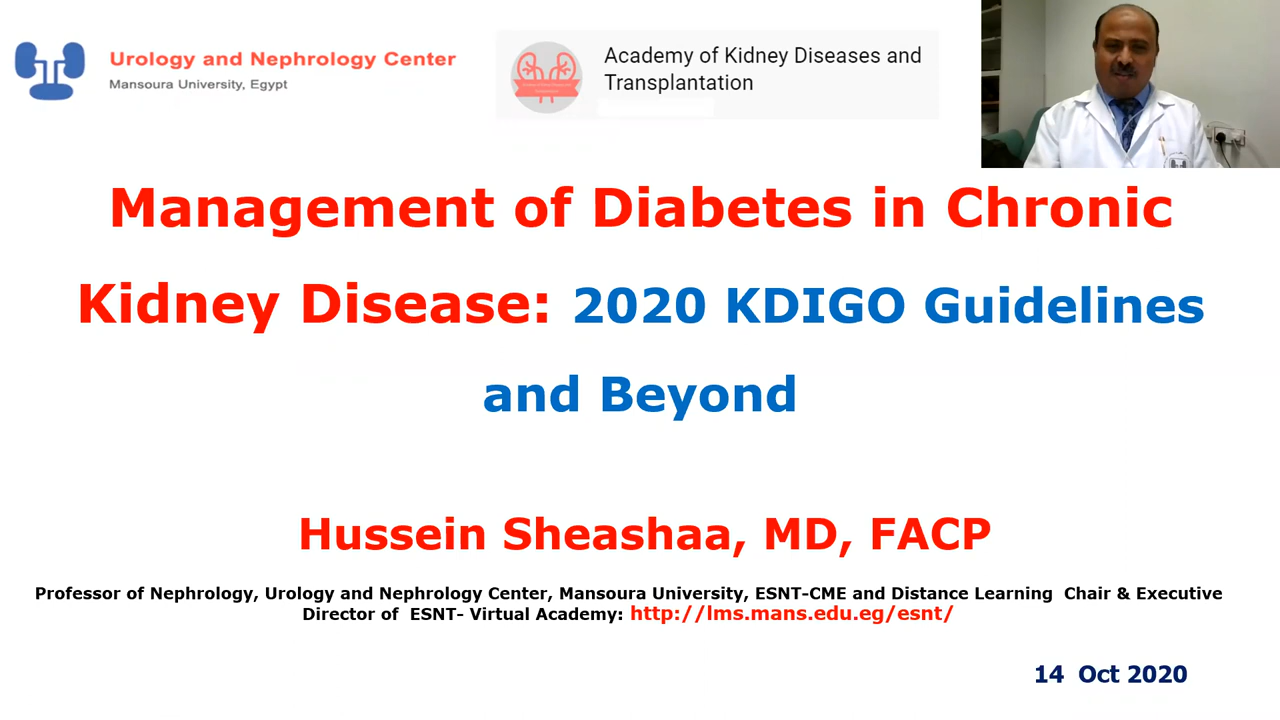 Urology and Nephrology Center
Mansoura University, Egypt
Academy of Kidney Diseases and
Transplantation
Management of Diabetes in Chronic
Kidney Disease: 2020 KDIGO Guidelines
and Beyond
Hussein Sheashaa, MD, FACP
Professor of Nephrology, Urology and Nephrology Center, Mansoura University, ESNT-CME and Distance Learning Chair & Executive
Director of ESNT- Virtual Academy: http://lms.mans.edu.eg/esnt/
14 Oct 2020